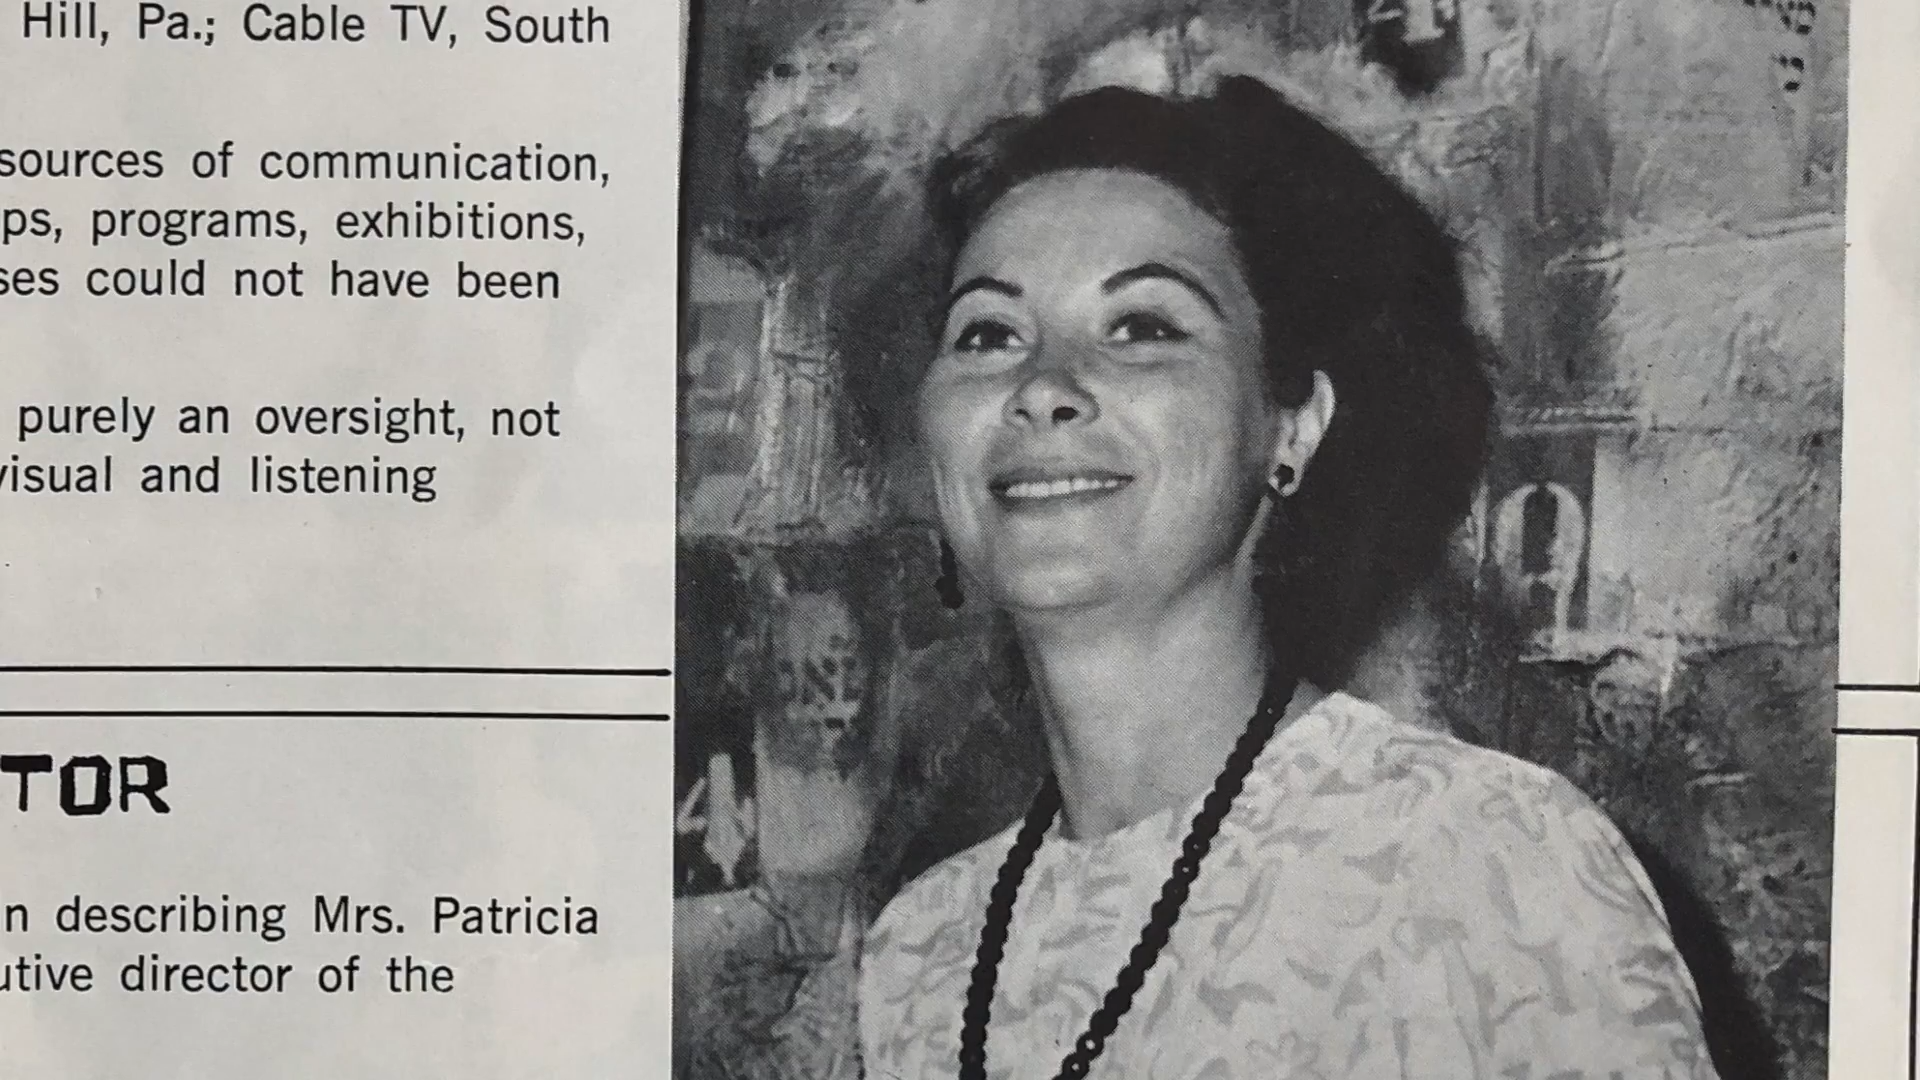 Hill, Pa.; Cable TV, South
sources of communication,
ps, programs, exhibitions,
ses could not have been
purely an oversight, not
visual and listening
TOR
n describing Mrs. Patricia
utive director of the